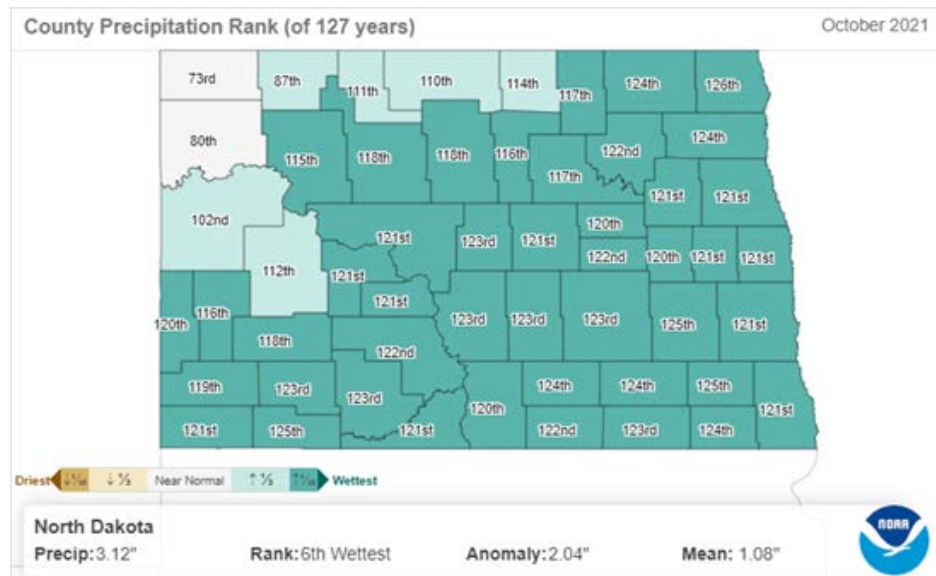 County Precipitation Rank (of 127 years) October 2021
73rd 87th 111th 110th 114th 117th 124th 126th
80th 115th 118th 118th 116th 117th 122nd 124th
121st 121st
102nd 121st 123rd 121st 120th
112th 121st 122nd 120th 121st 121st
121st
120th 116th 123rd 123rd 123rd 125th 121st
118th 122nd
119th 123rd 123rd 124th 124th 125th
120th 121st
121st 125th 121st 122nd 123rd 124th
Driest Near Normal Wettest
North Dakota
Precip:3.12" Rank:6th Wettest Anomaly:2.04" Mean: 1.08"
NOAA